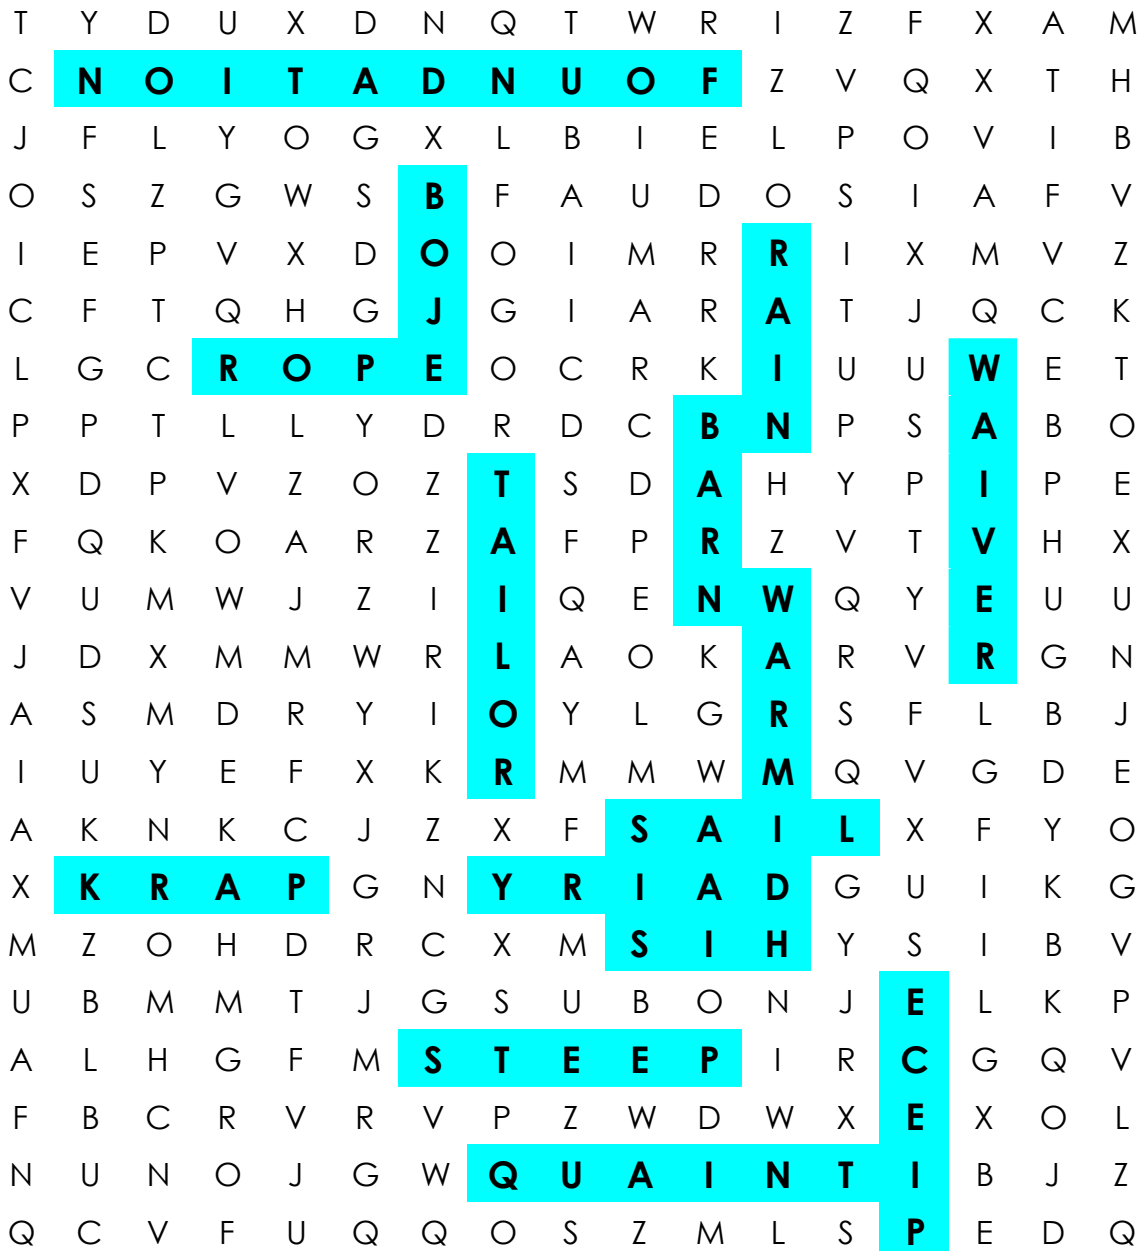 T Y D U X D N Q T W R I Z F X A M
C N O I T A D N U O F Z V Q X T H
J F L Y O G X L B I E L P O V I B
O S Z G W S B F A U D O S I A F V
I E P V X D O O I M R R I X M V Z
C F T Q H G J G I A R A T J Q C K
L G C R O P E O C R K I U U W E T
P P T L L Y D R D C B N P S A B O
X D P V Z O Z T S D A H Y P I P E
F Q K O A R Z A F P R Z V T V H X
V U M W J Z I I Q E N W Q Y E U U
J D X M M W R L A O K A R V R G N
A S M D R Y I O Y L G R S F L B J
I U Y E F X K R M M W M Q V G D E
A K N K C J Z X F S A I L X F Y O
X K R A P G N Y R I A D G U I K G
M Z O H D R C X M S I H Y S I B V
U B M M T J G S U B O N J E L K P
A L H G F M S T E E P I R C G Q V
F B C R V R V P Z W D W X E X O L
N U N O J G W Q U A I N T I B J Z
Q C V F U Q Q O S Z M L S P E D Q